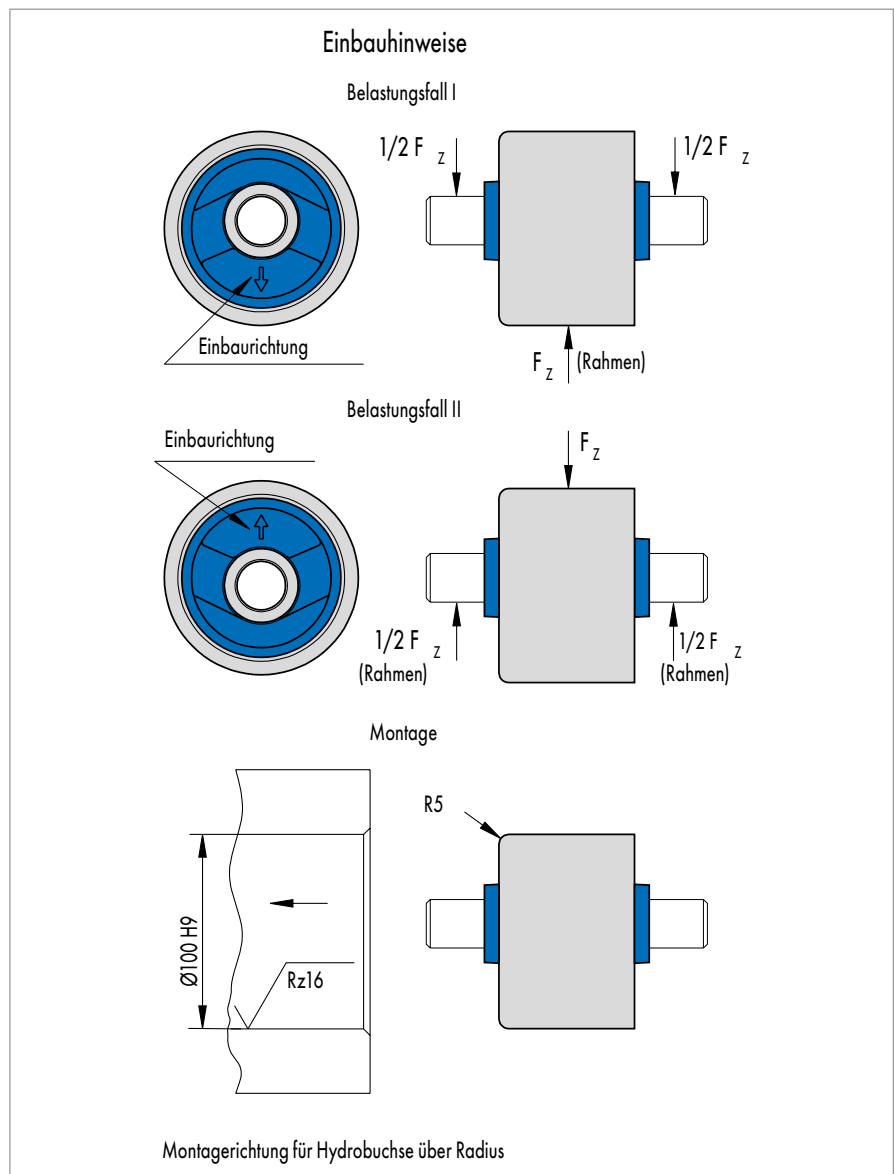 Einbauhinweise
Belastungsfall I
1/2 F Z
1/2 F Z
Einbaurichtung
F Z (Rahmen)
Belastungsfall II
Einbaurichtung
F Z
1/2 F Z
(Rahmen)
1/2 F Z
(Rahmen)
Montage
R5
Ø100 H9
Rz16
Montagerichtung für Hydrobuchse über Radius